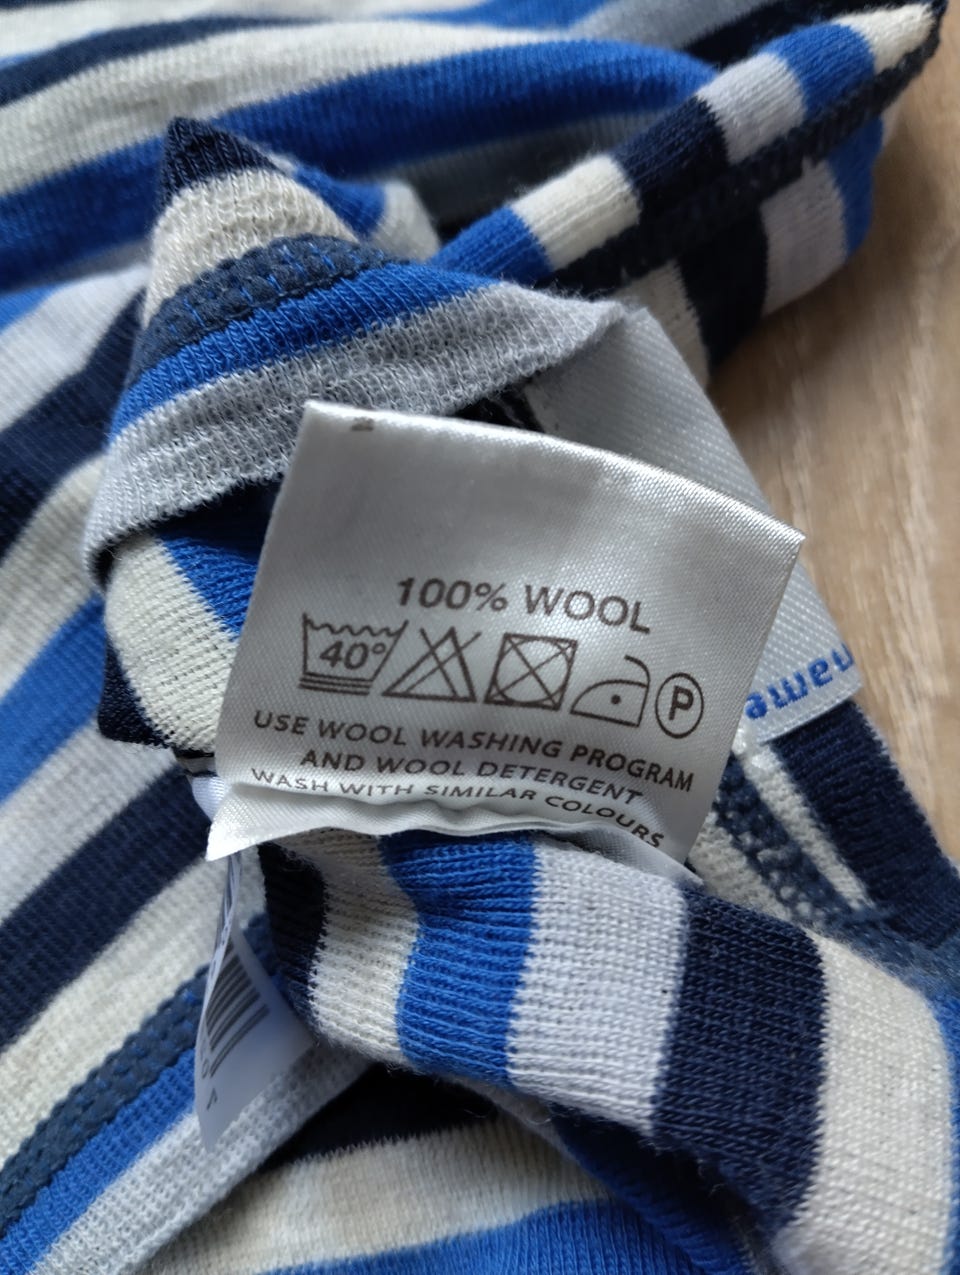 100% WOOL
40°
P
USE WOOL WASHING PROGRAM
AND WOOL DETERGENT
WASH WITH SIMILAR COLOURS